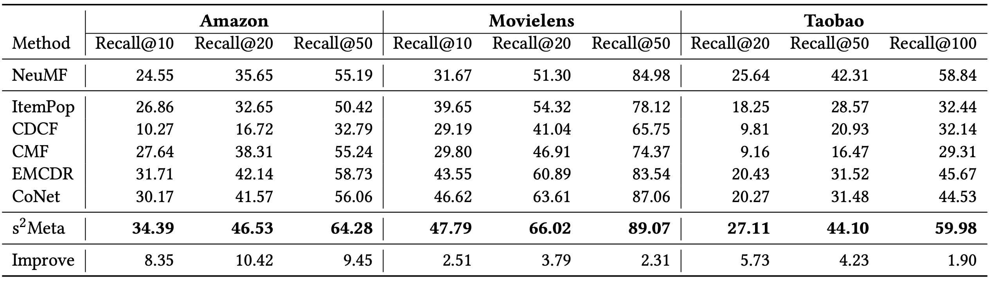 Amazon Movielens Taobao
Method Recall@10 Recall@20 Recall@50 Recall@10 Recall@20 Recall@50 Recall@20 Recall@50 Recall@100
NeuMF 24.55 35.65 55.19 31.67 51.30 84.98 25.64 42.31 58.84
ItemPop 26.86 32.65 50.42 39.65 54.32 78.12 18.25 28.57 32.44
CDCF 10.27 16.72 32.79 29.19 41.04 65.75 9.81 20.93 32.14
CMF 27.64 38.31 55.24 29.80 46.91 74.37 9.16 16.47 29.31
EMCDR 31.71 42.14 58.73 43.55 60.89 83.54 20.43 31.52 45.67
CoNet 30.17 41.57 56.06 46.62 63.61 87.06 20.27 31.48 44.53
s²Meta 34.39 46.53 64.28 47.79 66.02 89.07 27.11 44.10 59.98
Improve 8.35 10.42 9.45 2.51 3.79 2.31 5.73 4.23 1.90